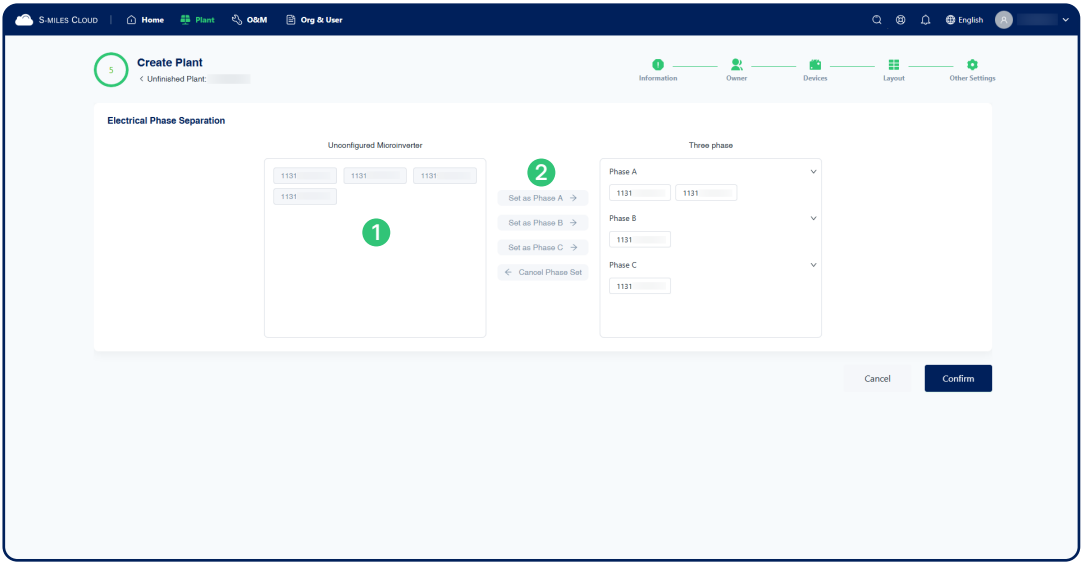 S-MILES CLOUD | Home Plant O&M Org & User English A
5 Create Plant
< Unfinished Plant:
1 Information Owner Devices Layout Other Settings
Electrical Phase Separation
Unconfigured Microinverter
1131 1131 1131
1131
1
2
Set as Phase A →
Set as Phase B →
Set as Phase C →
← Cancel Phase Set
Three phase
Phase A
1131 1131
Phase B
1131
Phase C
1131
Cancel Confirm